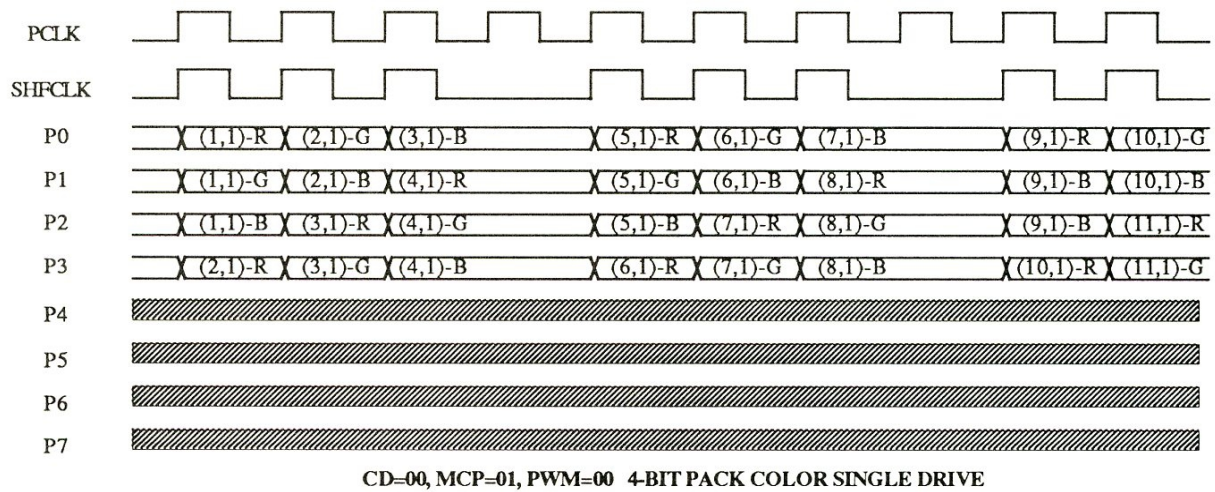 PCLK
SHFCLK
P0 (1,1)-R (2,1)-G (3,1)-B (5,1)-R (6,1)-G (7,1)-B (9,1)-R (10,1)-G
P1 (1,1)-G (2,1)-B (4,1)-R (5,1)-G (6,1)-B (8,1)-R (9,1)-B (10,1)-B
P2 (1,1)-B (3,1)-R (4,1)-G (5,1)-B (7,1)-R (8,1)-G (9,1)-B (11,1)-R
P3 (2,1)-R (3,1)-G (4,1)-B (6,1)-R (7,1)-G (8,1)-B (10,1)-R (11,1)-G
P4
P5
P6
P7
CD=00, MCP=01, PWM=00 4-BIT PACK COLOR SINGLE DRIVE